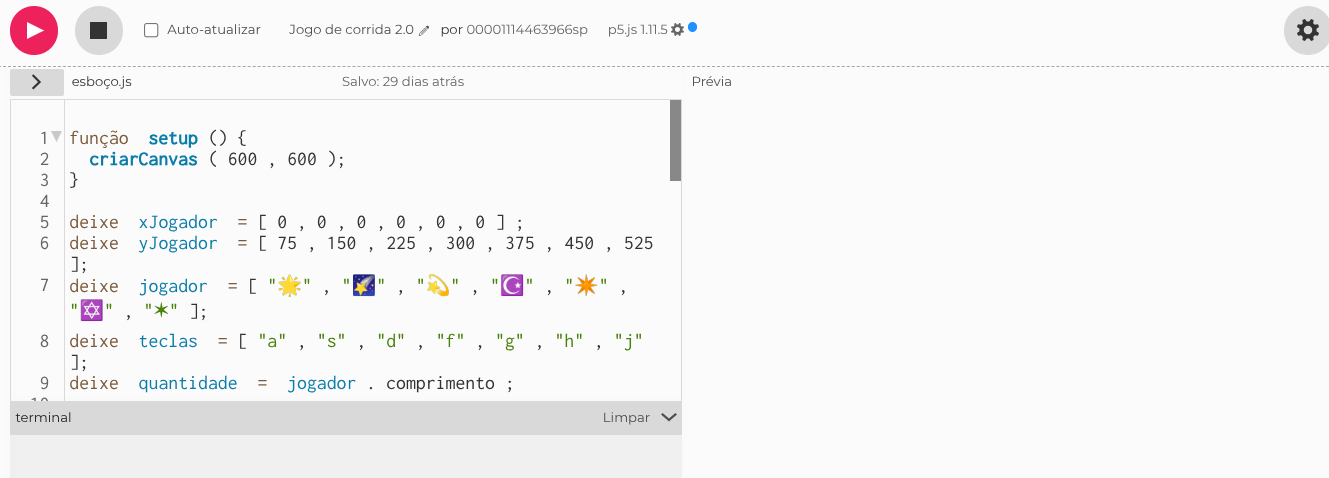 Auto-atualizar Jogo de corrida 2.0 por 00001114463966sp p5.js 1.11.5
esboço.js Salvo: 29 dias atrás Prévia
1 função setup () {
2 criarCanvas ( 600 , 600 );
3 }
4
5 deixe xJogador = [ 0 , 0 , 0 , 0 , 0 , 0 ] ;
6 deixe yJogador = [ 75 , 150 , 225 , 300 , 375 , 450 , 525
];
7 deixe jogador = [ "🌟" , "🌠" , "💫" , "☪️" , "✴️" ,
"🔯" , "✶" ];
8 deixe teclas = [ "a" , "s" , "d" , "f" , "g" , "h" , "j"
];
9 deixe quantidade = jogador . comprimento ;
terminal Limpar